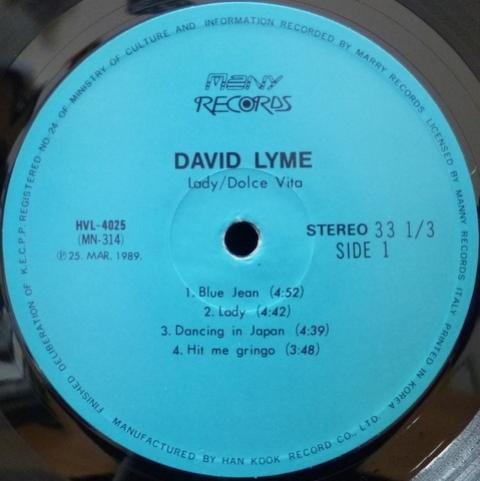 FINISHED DELIBERATION OF K.E.C.P.P. REGISTERED NO. 24 OF MINISTRY OF CULTURE AND INFORMATION RECORDED BY MARRY RECORDS, LICENSED BY MANNY RECORDS ITALY PRINTED IN KOREA
MANY
RECORDS
DAVID LYME
Lady/Dolce Vita
HVL-4025
(MN-314)
℗25. MAR. 1989.
STEREO 33 1/3
SIDE 1
1. Blue Jean (4:52)
2. Lady (4:42)
3. Dancing in Japan (4:39)
4. Hit me gringo (3:48)
MANUFACTURED BY HAN KOOK RECORD CO., LTD.